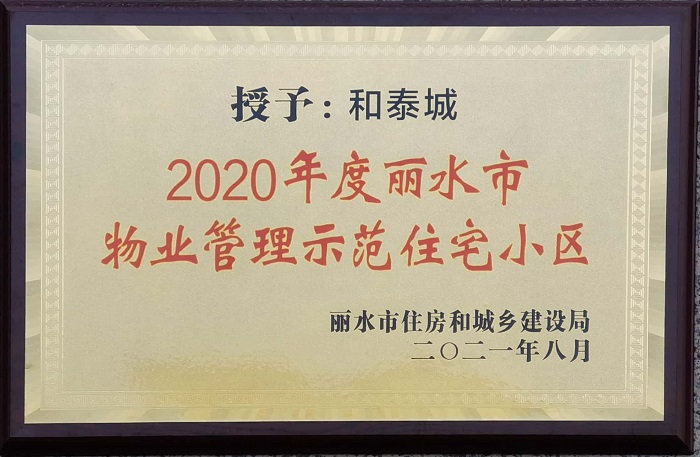 授予：和泰城
2020年度丽水市
物业管理示范住宅小区
丽水市住房和城乡建设局
二〇二一年八月